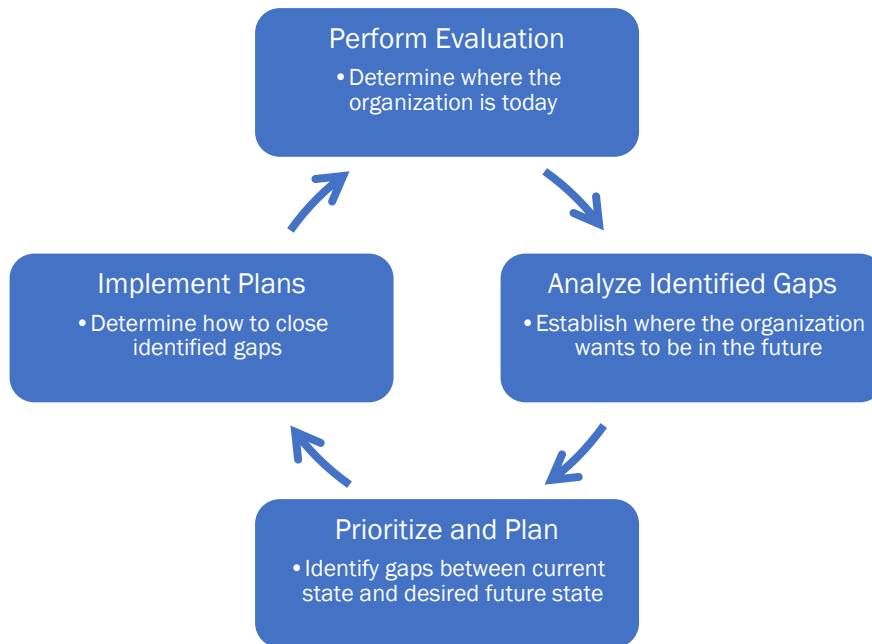 Perform Evaluation
•Determine where the
organization is today
Analyze Identified Gaps
•Establish where the organization
wants to be in the future
Prioritize and Plan
•Identify gaps between current
state and desired future state
Implement Plans
•Determine how to close
identified gaps